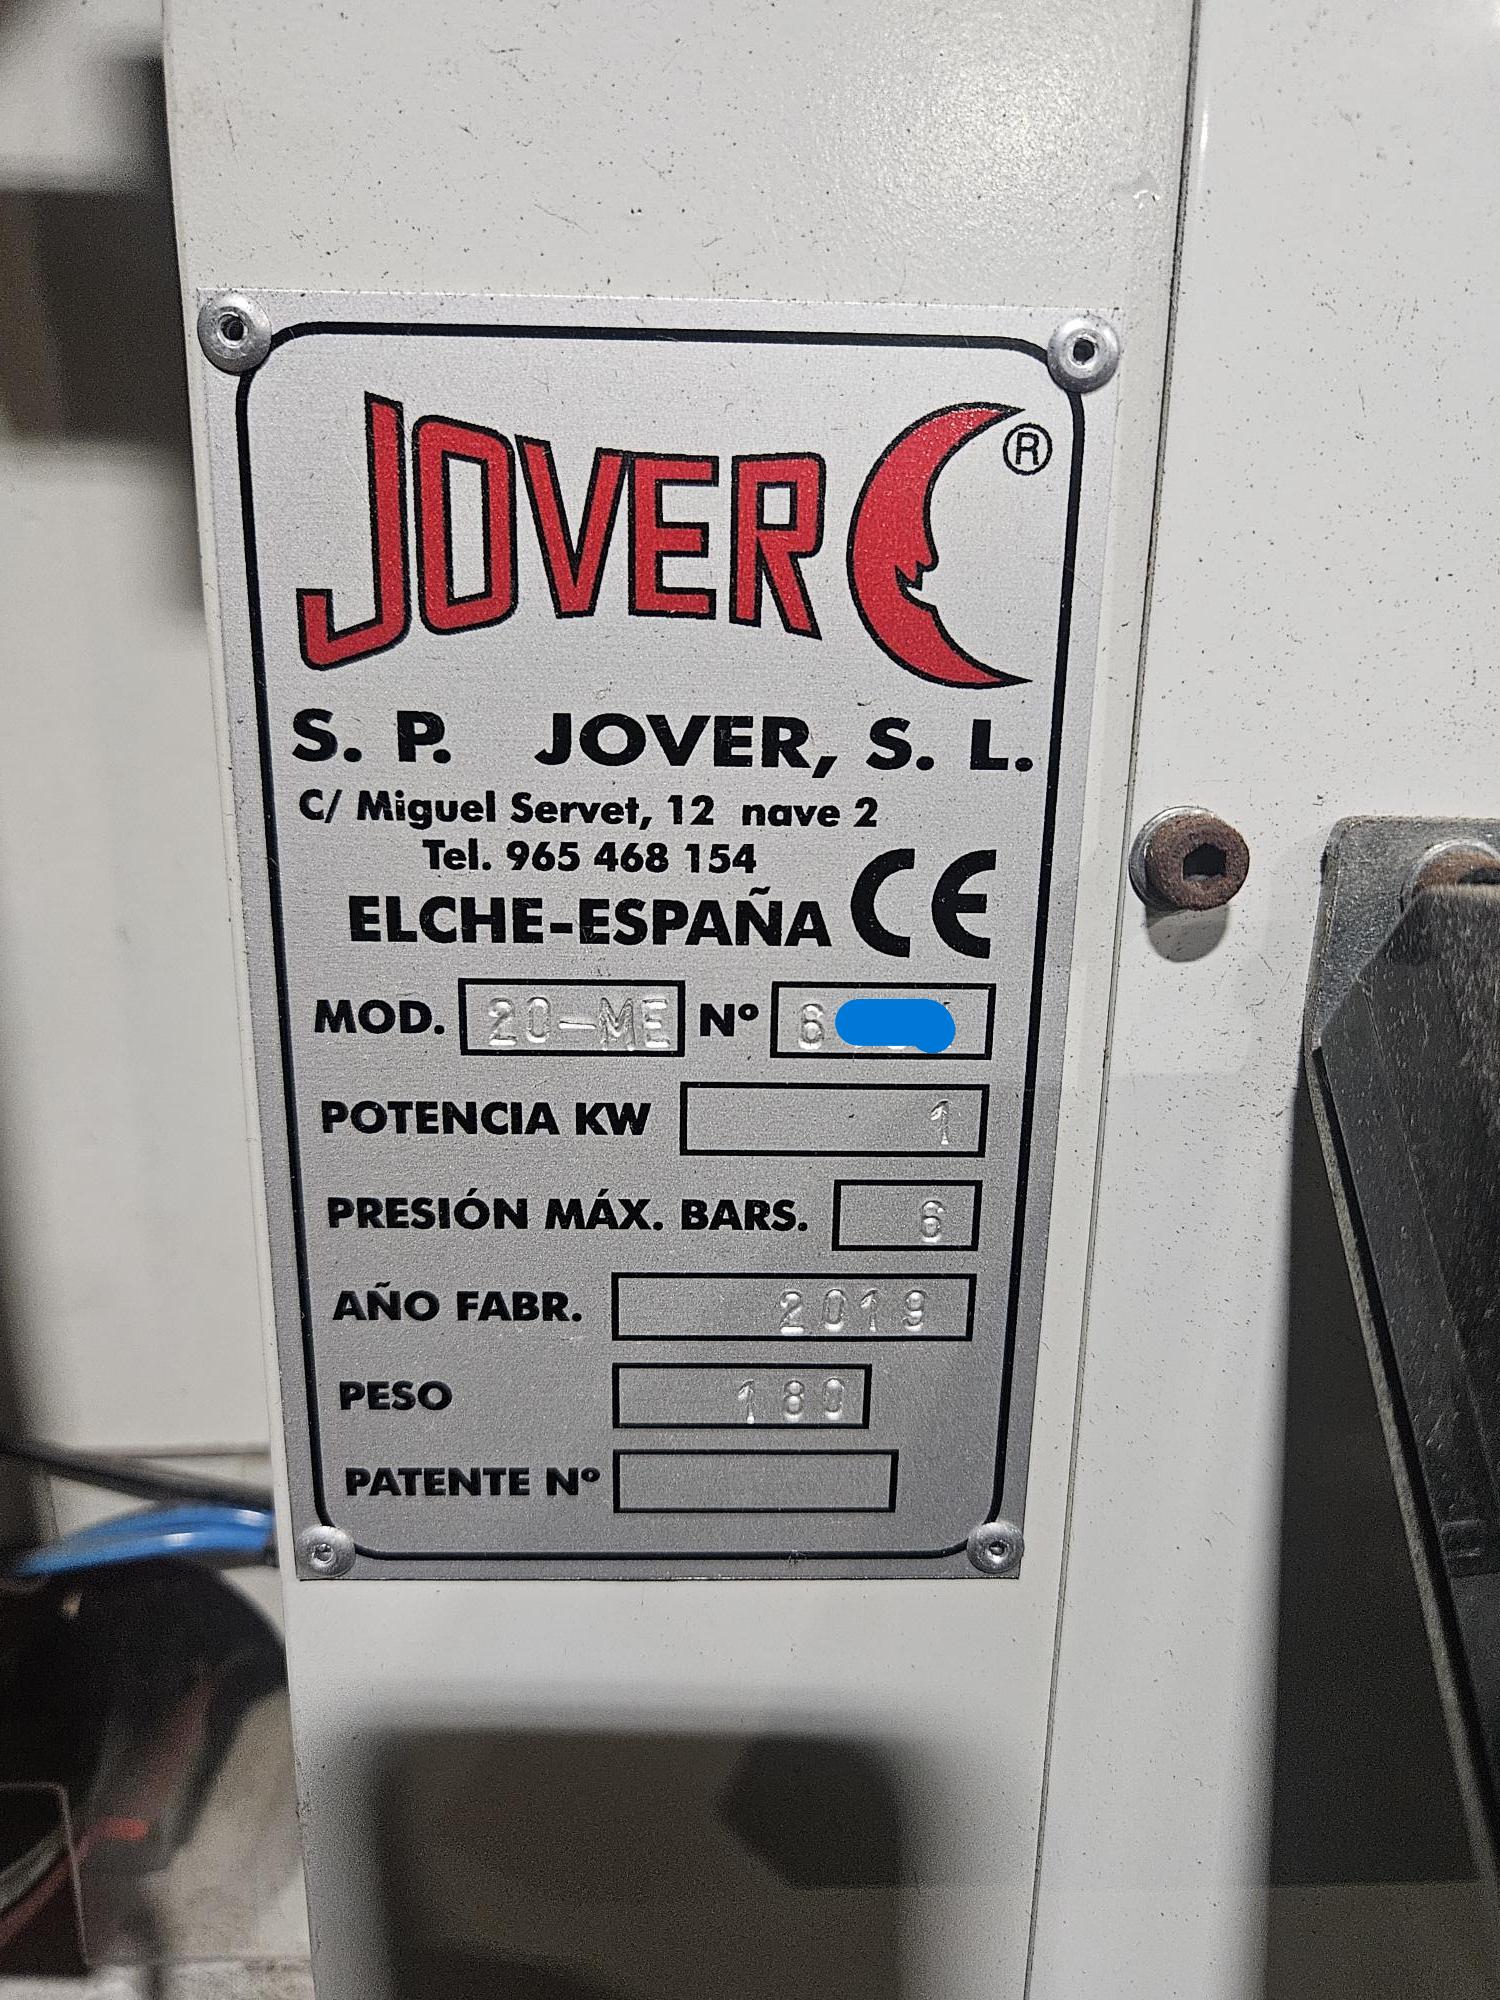 JOVER ®
S. P. JOVER, S. L.
C/ Miguel Servet, 12 nave 2
Tel. 965 468 154
ELCHE-ESPAÑA CE
MOD. 20-ME Nº
POTENCIA KW 1
PRESIÓN MÁX. BARS. 6
AÑO FABR. 2019
PESO 180
PATENTE Nº